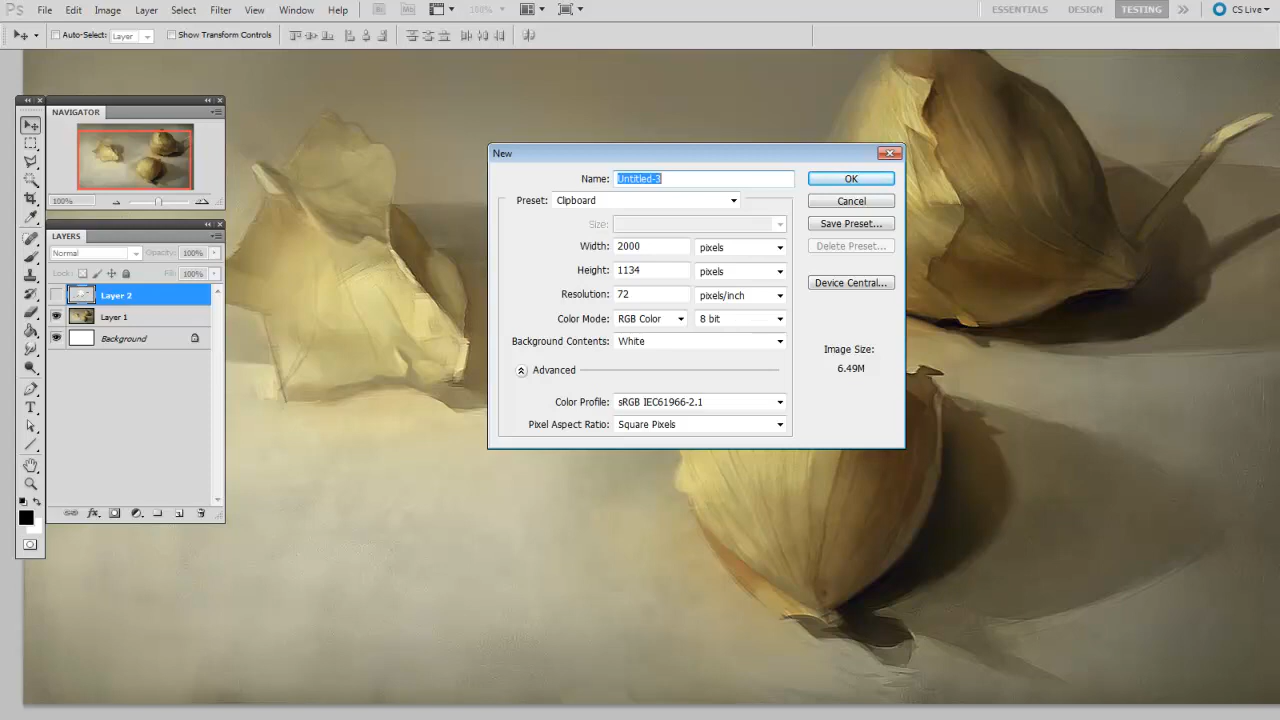 PS File Edit Image Layer Select Filter View Window Help Br Mb 100% ESSENTIALS DESIGN TESTING CS Live
Auto-Select: Layer Show Transform Controls
NAVIGATOR
100%
LAYERS
Normal Opacity: 100%
Lock: Fill: 100%
Layer 2
Layer 1
Background
fx
T
New
Name: Untitled-3 OK
Preset: Clipboard Cancel
Size: Save Preset...
Width: 2000 pixels Delete Preset...
Height: 1134 pixels
Device Central...
Resolution: 72 pixels/inch
Color Mode: RGB Color 8 bit
Background Contents: White
Image Size:
6.49M
Advanced
Color Profile: sRGB IEC61966-2.1
Pixel Aspect Ratio: Square Pixels